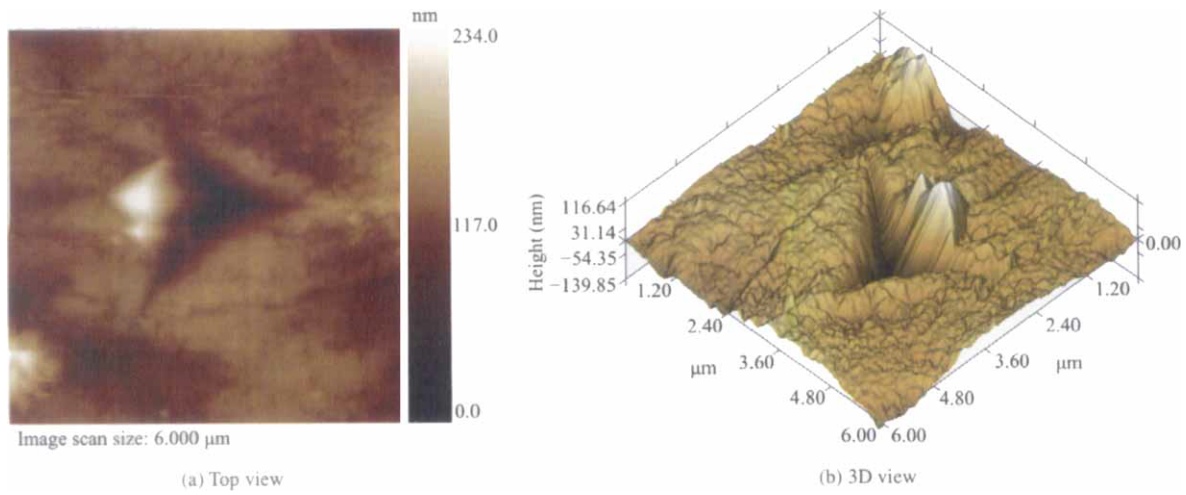 nm
234.0
117.0
0.0
Image scan size: 6.000 μm
(a) Top view
Height (nm)
116.64
31.14
−54.35
−139.85
1.20
2.40
μm
3.60
4.80
6.00
6.00
4.80
3.60
μm
2.40
1.20
0.00
(b) 3D view